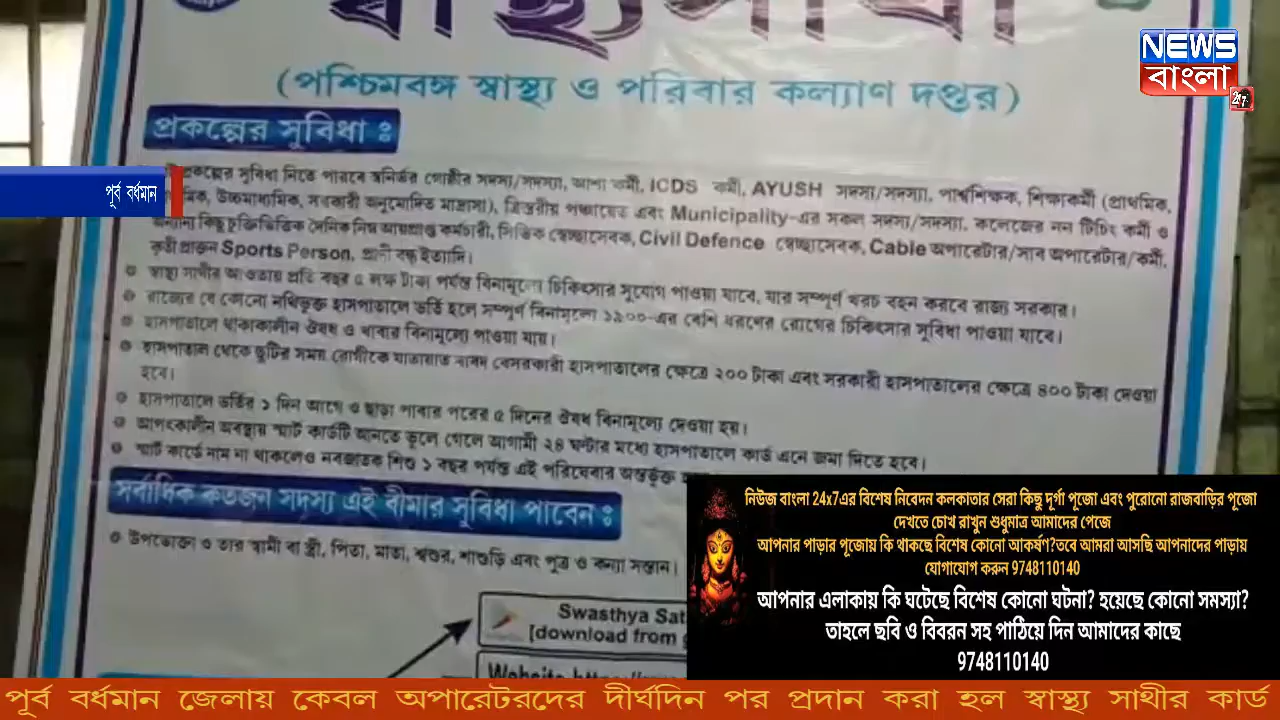 স্বাস্থ্যসাথী
(পশ্চিমবঙ্গ স্বাস্থ্য ও পরিবার কল্যাণ দপ্তর)
প্রকল্পের সুবিধা :
প্রকল্পের সুবিধা নিতে পারবে স্বনির্ভর গোষ্ঠীর সদস্য/সদস্যা, আশা কর্মী, ICDS কর্মী, AYUSH সদস্য/সদস্যা, পার্শ্বশিক্ষক, শিক্ষাকর্মী (প্রাথমিক,
উচ্চমাধ্যমিক, সরকারী অনুমোদিত মাদ্রাসা), ত্রিস্তরীয় পঞ্চায়েত এবং Municipality-এর সকল সদস্য/সদস্যা, কলেজের নন টিচিং কর্মী ও
অন্যান্য কিছু চুক্তিভিত্তিক দৈনিক নিম্ন আয়প্রাপ্ত কর্মচারী, সিভিক স্বেচ্ছাসেবক, Civil Defence স্বেচ্ছাসেবক, Cable অপারেটার/সাব অপারেটার/কর্মী,
কৃতী প্রাক্তন Sports Person, প্রানী বন্ধু ইত্যাদি।
স্বাস্থ্য সাথীর আওতায় প্রতি বছর ৫ লক্ষ টাকা পর্যন্ত বিনামূল্যে চিকিৎসার সুযোগ পাওয়া যাবে, যার সম্পূর্ণ খরচ বহন করবে রাজ্য সরকার।
রাজ্যের যে কোনো নথিভুক্ত হাসপাতালে ভর্তি হলে সম্পূর্ণ বিনামূল্যে ১৯০০-এর বেশি ধরণের রোগের চিকিৎসার সুবিধা পাওয়া যাবে।
হাসপাতালে থাকাকালীন ঔষধ ও খাবার বিনামূল্যে পাওয়া যায়।
হাসপাতাল থেকে ছুটির সময় রোগীকে যাতায়াত বাবদ বেসরকারী হাসপাতালের ক্ষেত্রে ২০০ টাকা এবং সরকারী হাসপাতালের ক্ষেত্রে ৪০০ টাকা দেওয়া
হবে।
হাসপাতালে ভর্তির ১ দিন আগে ও ছাড়া পাবার পরের ৫ দিনের ঔষধ বিনামূল্যে দেওয়া হয়।
আপৎকালীন অবস্থায় স্মার্ট কার্ডটি আনতে ভুলে গেলে আগামী ২৪ ঘন্টার মধ্যে হাসপাতালে কার্ড এনে জমা দিতে হবে।
স্মার্ট কার্ডে নাম না থাকলেও নবজাতক শিশু ১ বছর পর্যন্ত এই পরিষেবার অন্তর্ভূক্ত
সর্বাধিক কতজন সদস্য এই বীমার সুবিধা পাবেন :
উপভোক্তা ও তার স্বামী বা স্ত্রী, পিতা, মাতা, শ্বশুর, শাশুড়ি এবং পুত্র ও কন্যা সন্তান।
Swasthya Sat
[download from
Website
NEWS
বাংলা
24x7
পূর্ব বর্ধমান
নিউজ বাংলা 24x7এর বিশেষ নিবেদন কলকাতার সেরা কিছু দূর্গা পূজো এবং পুরোনো রাজবাড়ির পূজো
দেখতে চোখ রাখুন শুধুমাত্র আমাদের পেজে
আপনার পাড়ার পূজোয় কি থাকছে বিশেষ কোনো আকর্ষণ?তবে আমরা আসছি আপনাদের পাড়ায়
যোগাযোগ করুন 9748110140
আপনার এলাকায় কি ঘটেছে বিশেষ কোনো ঘটনা? হয়েছে কোনো সমস্যা?
তাহলে ছবি ও বিবরন সহ পাঠিয়ে দিন আমাদের কাছে
9748110140
পূর্ব বর্ধমান জেলায় কেবল অপারেটরদের দীর্ঘদিন পর প্রদান করা হল স্বাস্থ্য সাথীর কার্ড